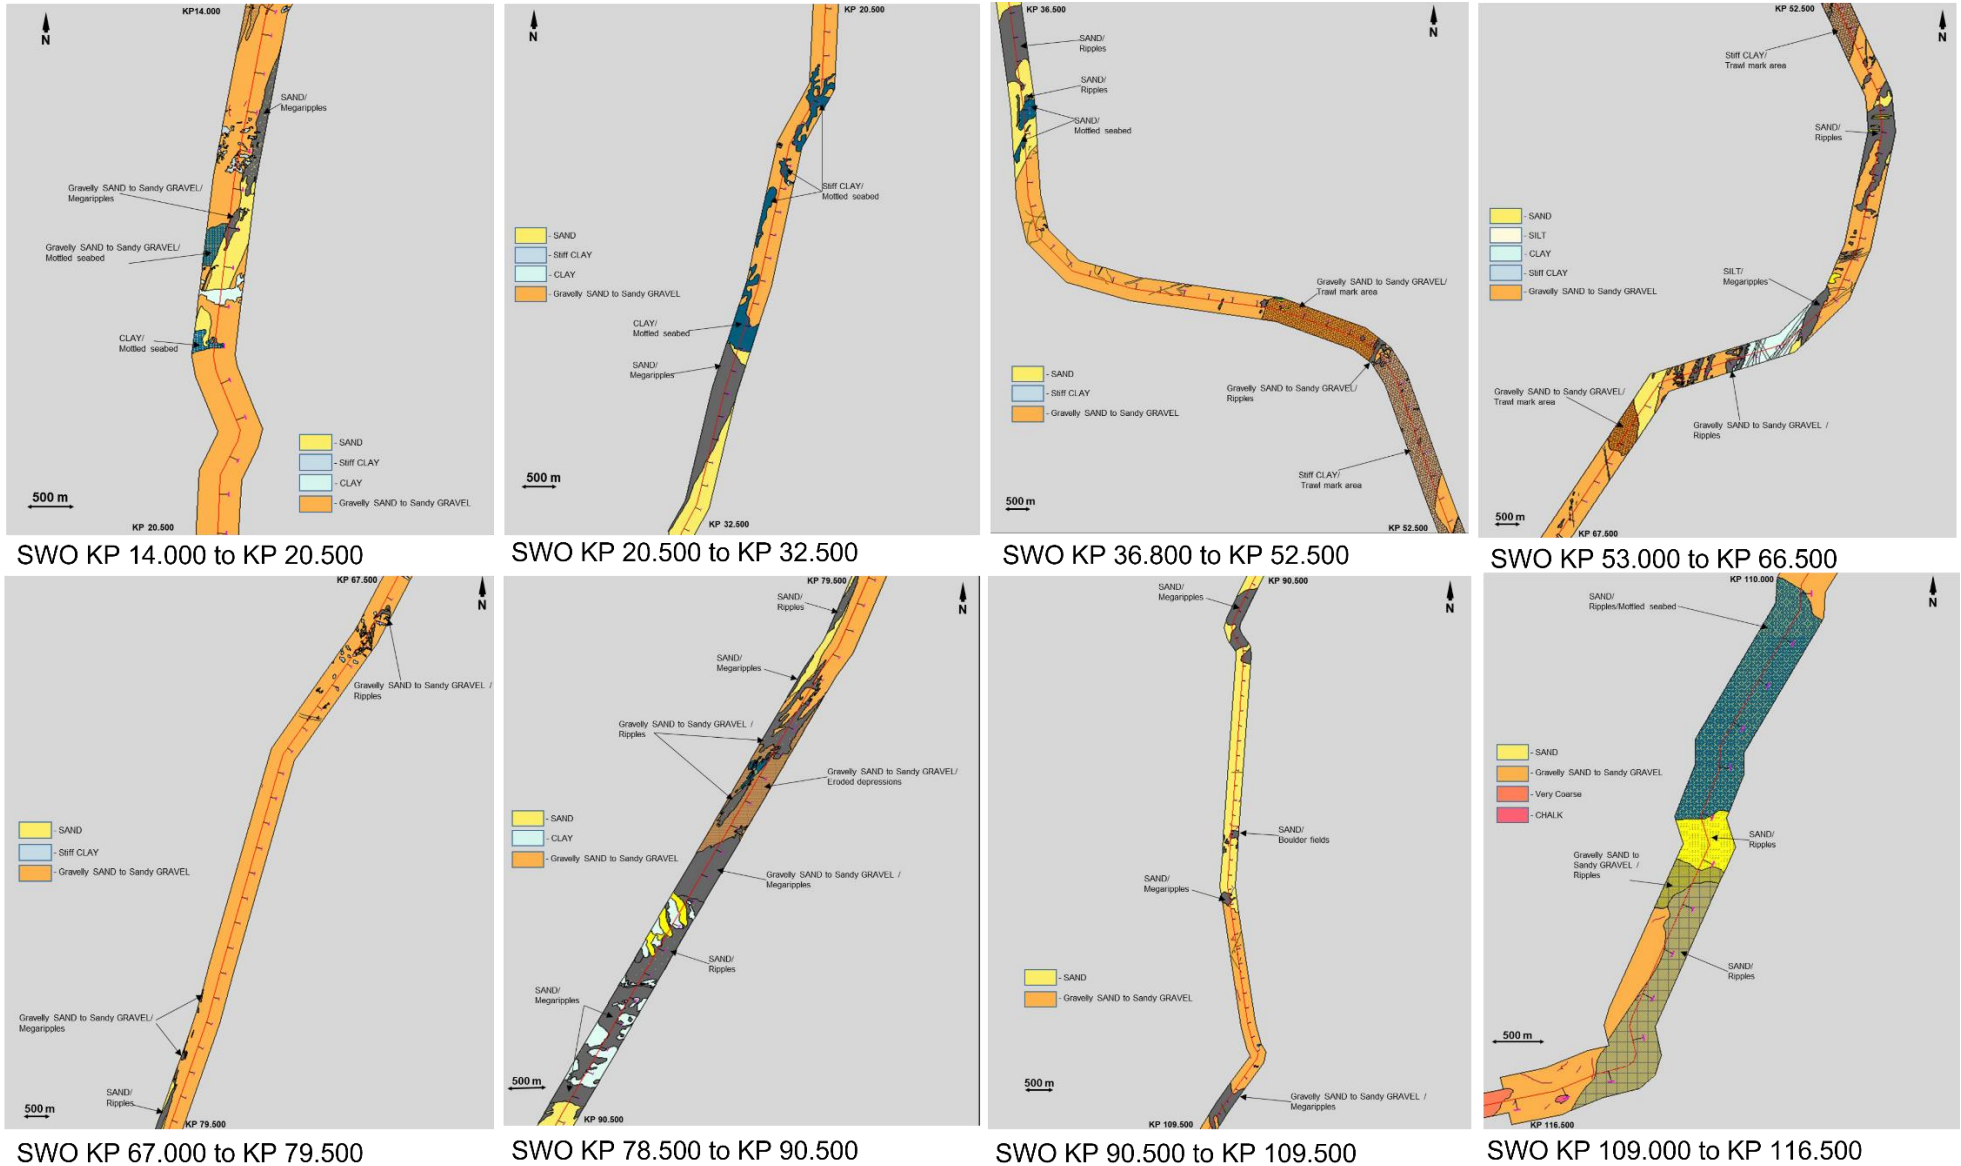 KP14.000
N
SAND/
Megaripples
Gravelly SAND to Sandy GRAVEL/
Megaripples
Gravelly SAND to Sandy GRAVEL/
Mottled seabed
CLAY/
Mottled seabed
- SAND
- Stiff CLAY
- CLAY
- Gravelly SAND to Sandy GRAVEL
500 m
KP 20.500
SWO KP 14.000 to KP 20.500
KP 20.500
N
Stiff CLAY/
Mottled seabed
- SAND
- Stiff CLAY
- CLAY
- Gravelly SAND to Sandy GRAVEL
CLAY/
Mottled seabed
SAND/
Megaripples
500 m
KP 32.500
SWO KP 20.500 to KP 32.500
KP 36.500
N
SAND/
Ripples
SAND/
Ripples
SAND/
Mottled seabed
Gravelly SAND to Sandy GRAVEL/
Trawl mark area
- SAND
- Stiff CLAY
- Gravelly SAND to Sandy GRAVEL
Gravelly SAND to Sandy GRAVEL/
Ripples
Stiff CLAY/
Trawl mark area
500 m
KP 52.500
SWO KP 36.800 to KP 52.500
KP 52.500
N
Stiff CLAY/
Trawl mark area
SAND/
Ripples
- SAND
- SILT
- CLAY
- Stiff CLAY
- Gravelly SAND to Sandy GRAVEL
SILT/
Megaripples
Gravelly SAND to Sandy GRAVEL/
Trawl mark area
Gravelly SAND to Sandy GRAVEL /
Ripples
500 m
KP 67.500
SWO KP 53.000 to KP 66.500
KP 67.500
N
Gravelly SAND to Sandy GRAVEL /
Ripples
- SAND
- Stiff CLAY
- Gravelly SAND to Sandy GRAVEL
Gravelly SAND to Sandy GRAVEL/
Megaripples
SAND/
Ripples
500 m
KP 79.500
SWO KP 67.000 to KP 79.500
KP 79.500
N
SAND/
Ripples
SAND/
Megaripples
Gravelly SAND to Sandy GRAVEL /
Ripples
Gravelly SAND to Sandy GRAVEL/
Eroded depressions
- SAND
- CLAY
- Gravelly SAND to Sandy GRAVEL
Gravelly SAND to Sandy GRAVEL /
Megaripples
SAND/
Ripples
SAND/
Megaripples
500 m
KP 90.500
SWO KP 78.500 to KP 90.500
KP 90.500
N
SAND/
Megaripples
SAND/
Boulder fields
SAND/
Megaripples
- SAND
- Gravelly SAND to Sandy GRAVEL
500 m
Gravelly SAND to Sandy GRAVEL /
Megaripples
KP 109.500
SWO KP 90.500 to KP 109.500
KP 110.000
N
SAND/
Ripples/Mottled seabed
- SAND
- Gravelly SAND to Sandy GRAVEL
- Very Coarse
- CHALK
SAND/
Ripples
Gravelly SAND to
Sandy GRAVEL /
Ripples
SAND/
Ripples
500 m
KP 116.500
SWO KP 109.000 to KP 116.500